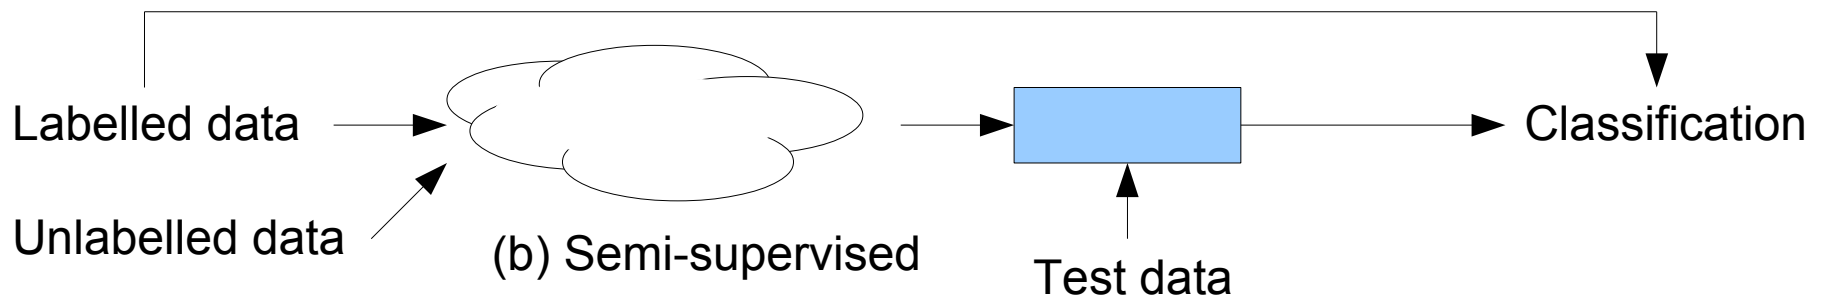 Labelled data
Classification
Unlabelled data
(b) Semi-supervised
Test data